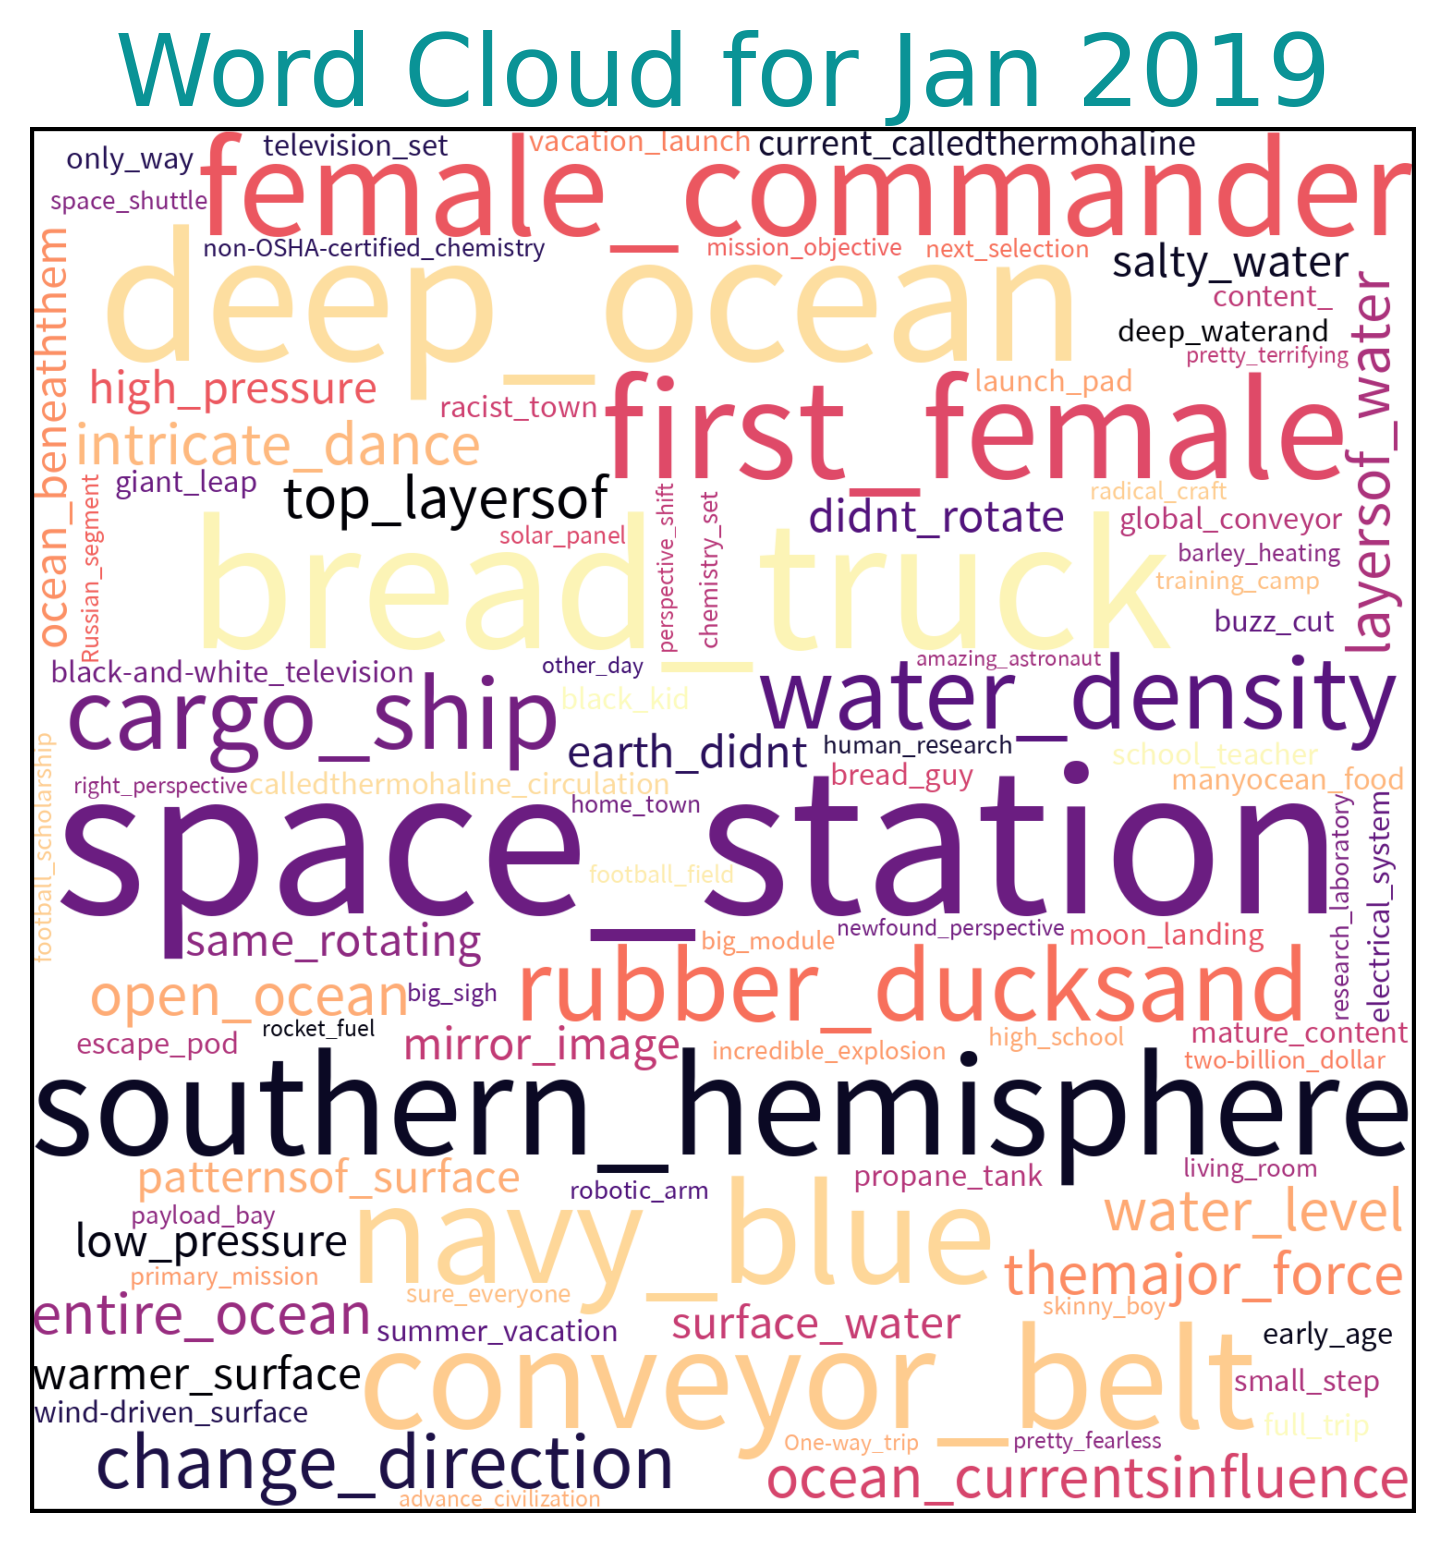 Word Cloud for Jan 2019
only_way
television_set
vacation_launch
current_calledthermohaline
space_shuttle
female_commander
non-OSHA-certified_chemistry
mission_objective
next_selection
salty_water
ocean_beneaththem
deep_ocean
content_
layersof_water
deep_waterand
pretty_terrifying
high_pressure
racist_town
first_female
launch_pad
intricate_dance
giant_leap
top_layersof
Russian_segment
solar_panel
perspective_shift
chemistry_set
didnt_rotate
radical_craft
global_conveyor
bread_truck
barley_heating
training_camp
buzz_cut
black-and-white_television
other_day
amazing_astronaut
cargo_ship
black_kid
water_density
earth_didnt
human_research
school_teacher
football_scholarship
right_perspective
calledthermohaline_circulation
home_town
bread_guy
manyocean_food
space_station
football_field
research_laboratory
electrical_system
same_rotating
big_module
newfound_perspective
moon_landing
open_ocean
big_sigh
rubber_ducksand
escape_pod
rocket_fuel
mirror_image
incredible_explosion
high_school
mature_content
two-billion_dollar
southern_hemisphere
patternsof_surface
robotic_arm
propane_tank
living_room
payload_bay
low_pressure
navy_blue
water_level
primary_mission
sure_everyone
themajor_force
entire_ocean
summer_vacation
surface_water
skinny_boy
early_age
warmer_surface
conveyor_belt
small_step
wind-driven_surface
full_trip
change_direction
One-way_trip
pretty_fearless
ocean_currentsinfluence
advance_civilization